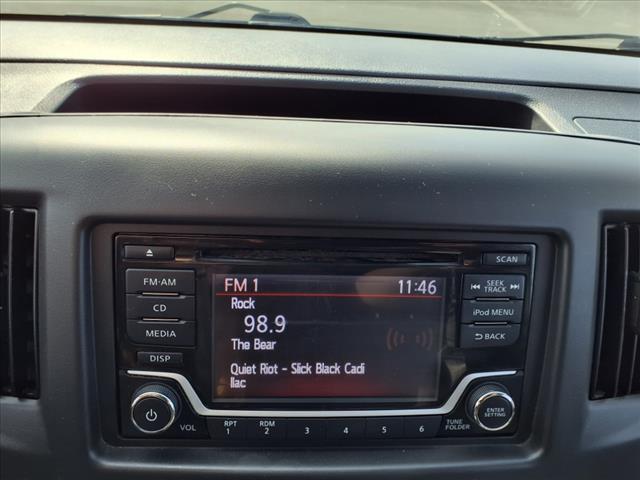 SCAN
FM·AM
CD
MEDIA
DISP
FM 1 11:46
Rock
98.9
The Bear
Quiet Riot - Slick Black Cadi
llac
SEEK
TRACK
iPod MENU
BACK
VOL
RPT
1
RDM
2
3
4
5
6
TUNE
FOLDER
ENTER
SETTING